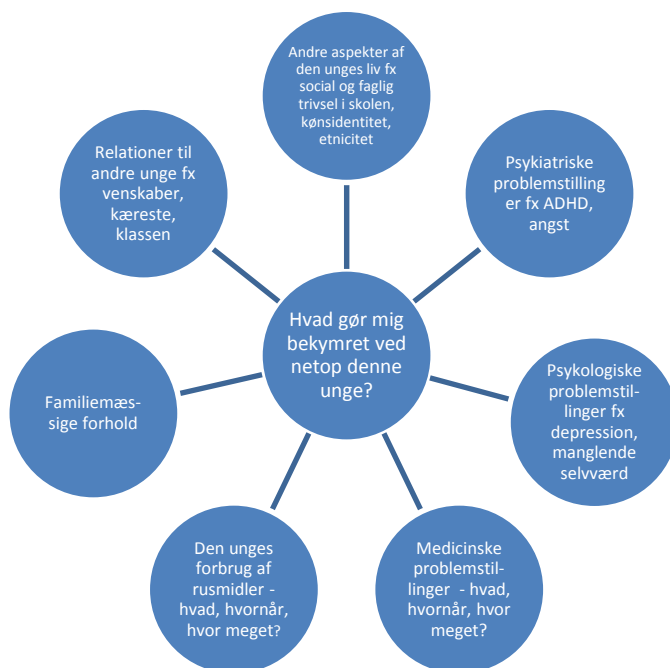 Andre aspekter af
den unges liv fx
social og faglig
trivsel i skolen,
kønsidentitet,
etnicitet
Relationer til
andre unge fx
venskaber,
kæreste,
klassen
Psykiatriske
problemstilling
er fx ADHD,
angst
Hvad gør mig
bekymret ved
netop denne
unge?
Familiemæs-
sige forhold
Psykologiske
problemstil-
linger fx
depression,
manglende
selvværd
Den unges
forbrug af
rusmidler -
hvad, hvornår,
hvor meget?
Medicinske
problemstil-
linger - hvad,
hvornår, hvor
meget?